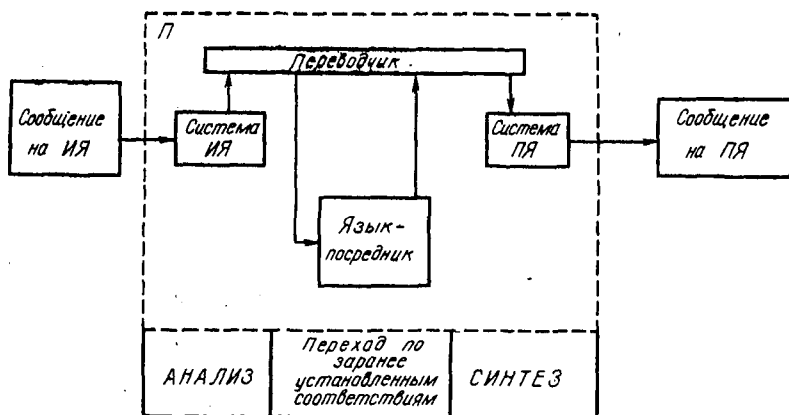 П
Переводчик
Сообщение
на ИЯ
Система
ИЯ
Система
ПЯ
Сообщение
на ПЯ
Язык-
посредник
АНАЛИЗ
Переход по
заранее
установленным
соответствиям
СИНТЕЗ